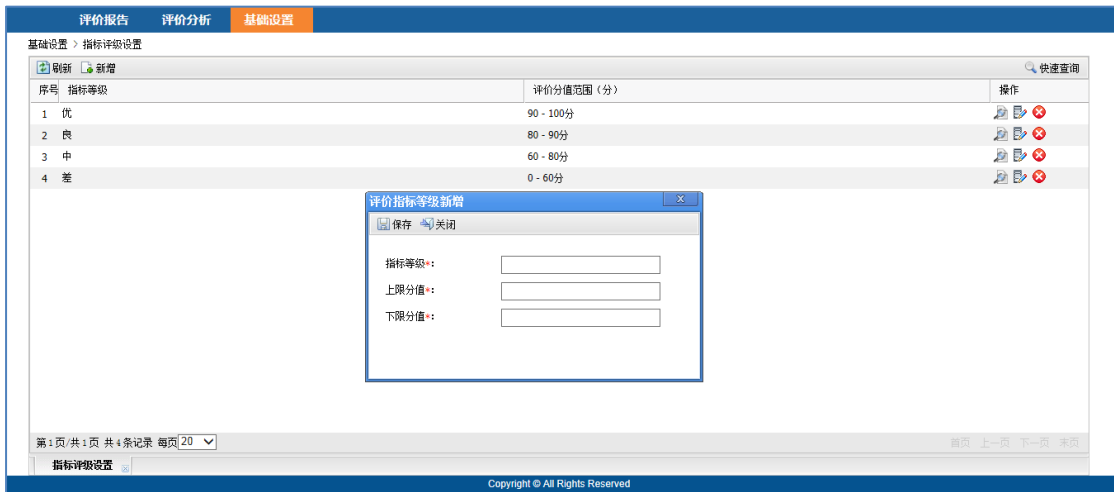 评价报告 评价分析 基础设置
基础设置 > 指标评级设置
刷新 新增 快速查询
序号 指标等级 评价分值范围（分） 操作
1 优 90 - 100分
2 良 80 - 90分
3 中 60 - 80分
4 差 0 - 60分
评价指标等级新增 x
保存 关闭
指标等级*:
上限分值*:
下限分值*:
第1页/共1页 共4条记录 每页 20 首页 上一页 下一页 末页
指标评级设置
Copyright © All Rights Reserved